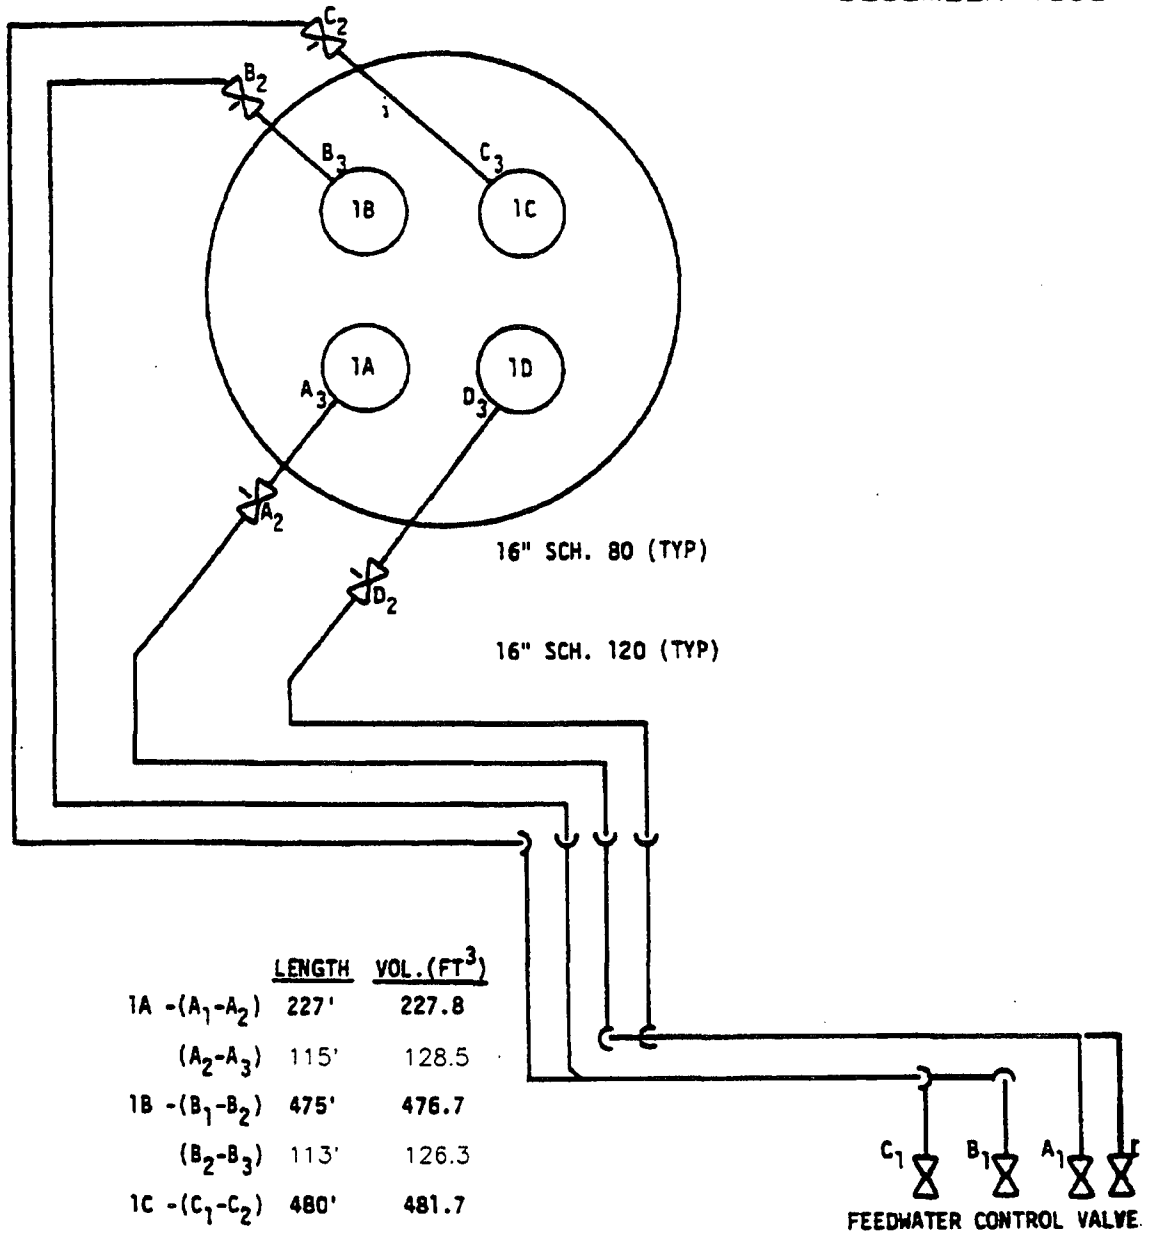 C2
B2
B3
C3
1B
1C
1A
1D
A3
D3
A2
16" SCH. 80 (TYP)
D2
16" SCH. 120 (TYP)
LENGTH VOL.(FT3)
1A -(A1-A2) 227' 227.8
(A2-A3) 115' 128.5
1B -(B1-B2) 475' 476.7
(B2-B3) 113' 126.3
1C -(C1-C2) 480' 481.7
C1 B1 A1
FEEDWATER CONTROL VALVE